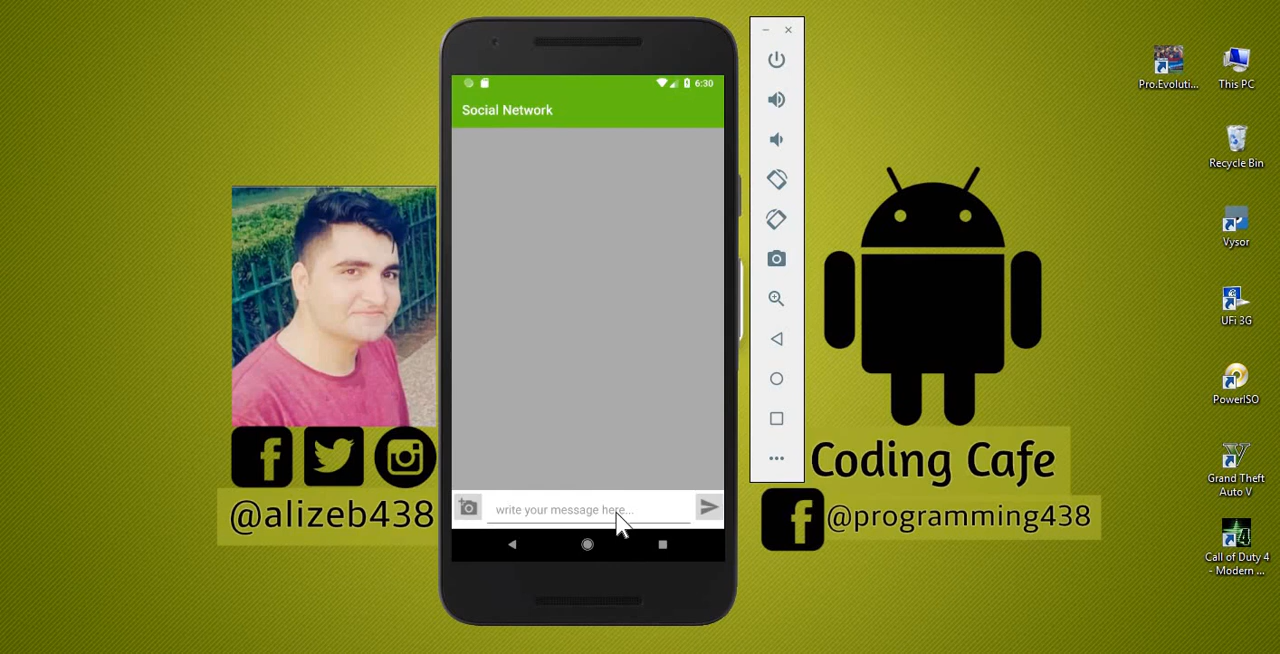 6:30
Social Network
write your message here...
@alizeb438
Coding Cafe
@programming438
Pro.Evoluti...
This PC
Recycle Bin
Vysor
UFi 3G
PowerISO
Grand Theft
Auto V
Call of Duty 4
- Modern ...